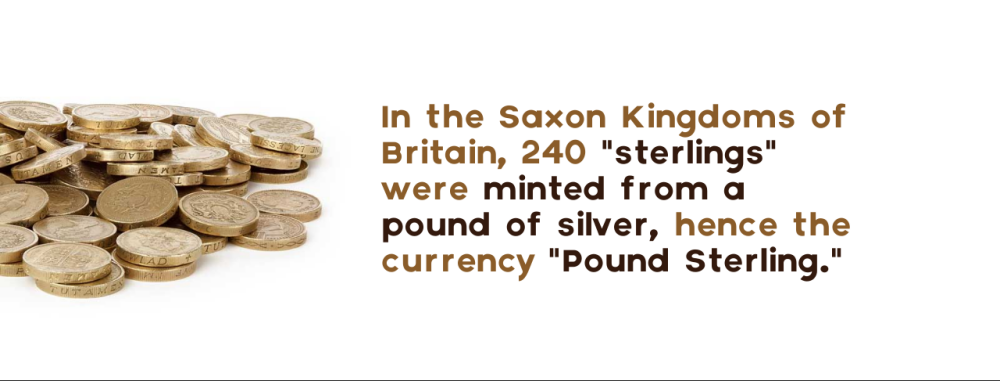 In the Saxon Kingdoms of
Britain, 240 "sterlings"
were minted from a
pound of silver, hence the
currency "Pound Sterling."
TUTAMEN